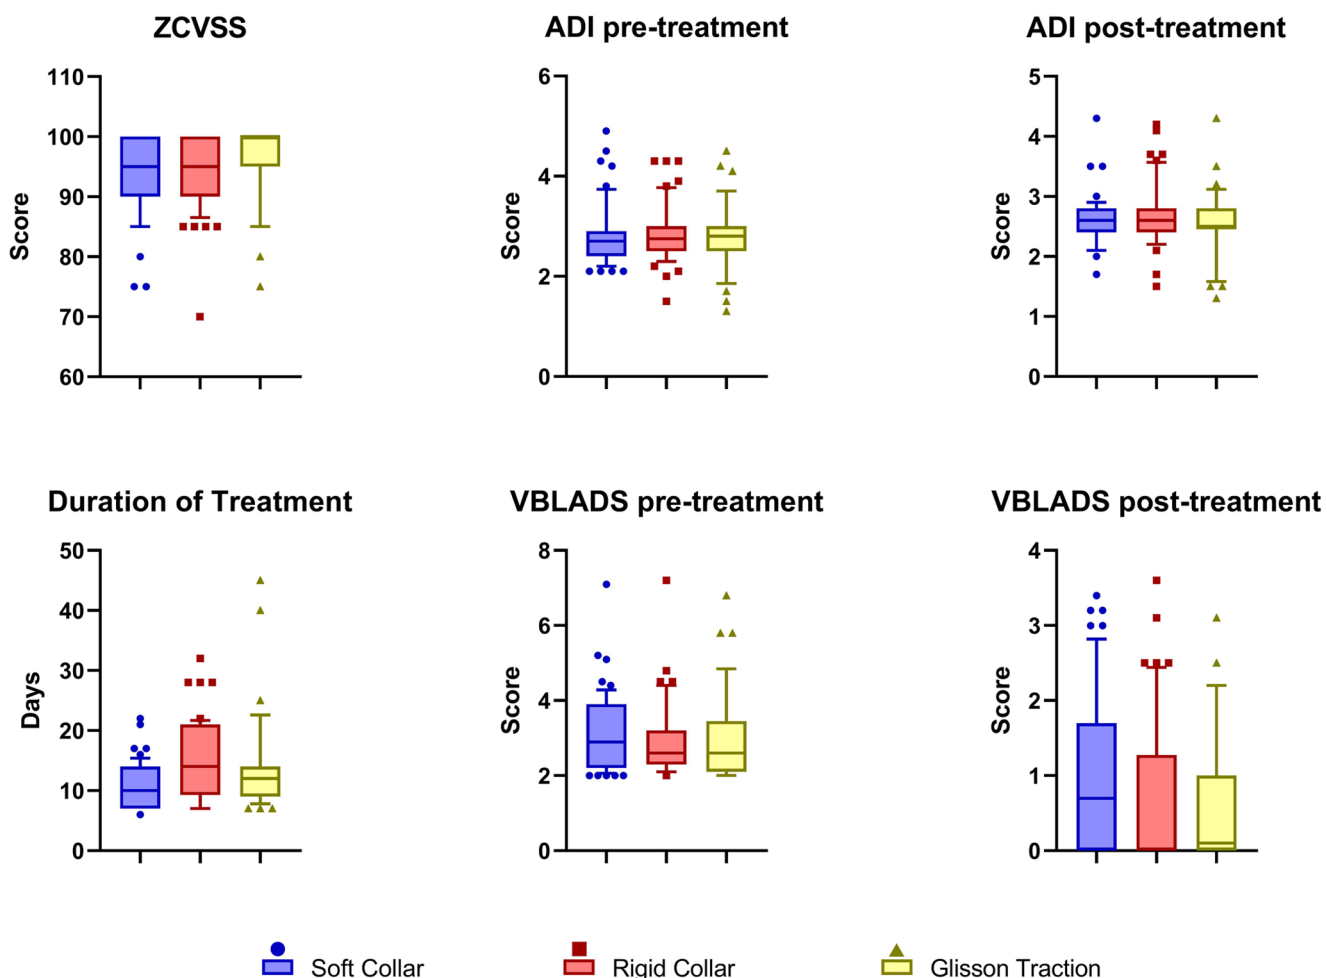 ZCVSS
ADI pre-treatment
ADI post-treatment
110
100
90
80
70
60
Score
6
4
2
0
Score
5
4
3
2
1
0
Score
Duration of Treatment
VBLADS pre-treatment
VBLADS post-treatment
50
40
30
20
10
0
Days
8
6
4
2
0
Score
4
3
2
1
0
Score
Soft Collar
Rigid Collar
Glisson Traction